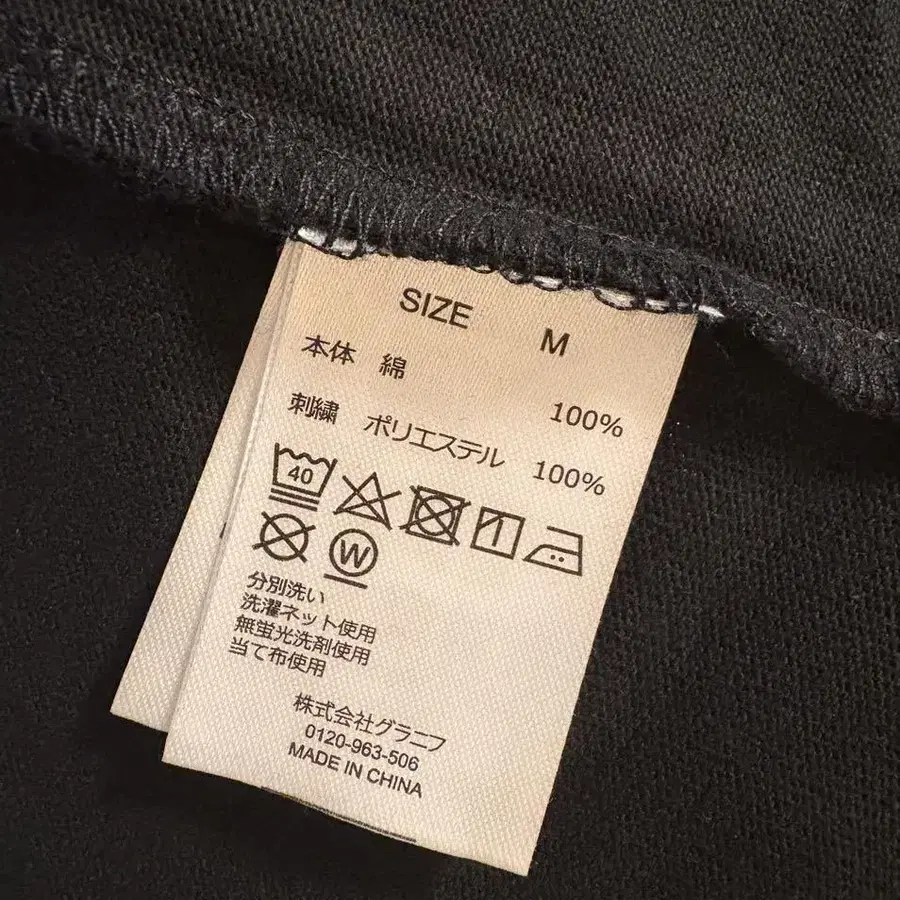 SIZE M
本体 綿 100%
刺繍 ポリエステル 100%
40
W
分別洗い
洗濯ネット使用
無蛍光洗剤使用
当て布使用
株式会社グラニフ
0120-963-506
MADE IN CHINA